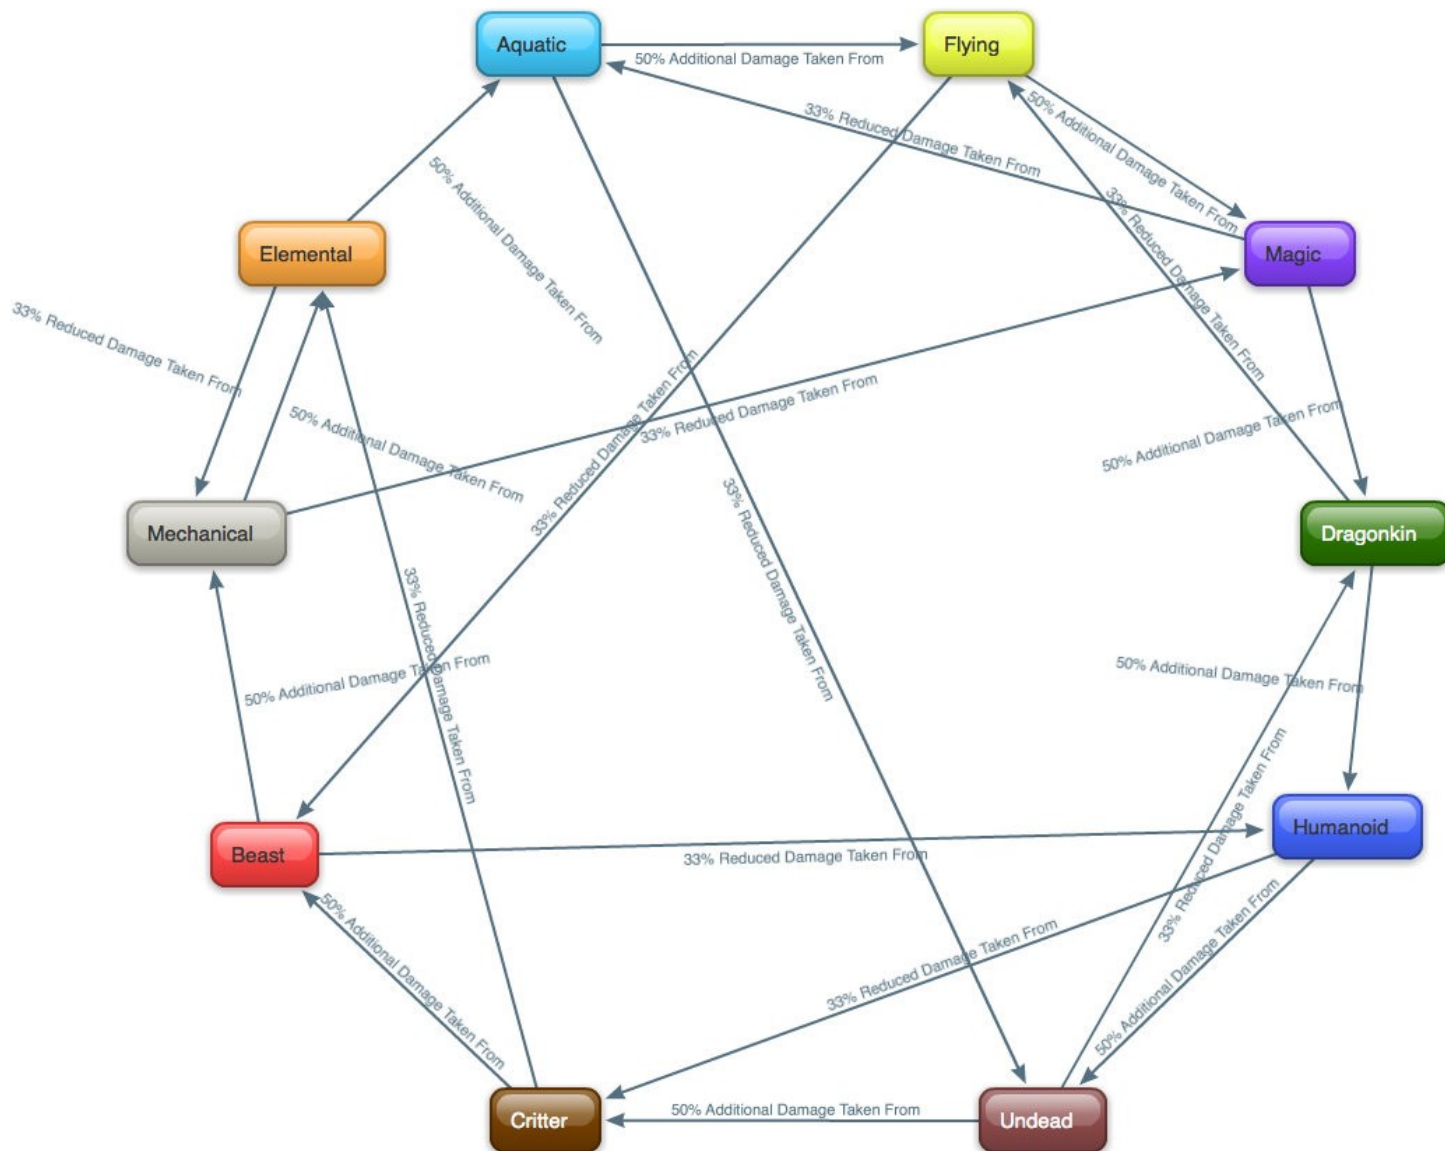 Aquatic
50% Additional Damage Taken From
Flying
33% Reduced Damage Taken From
50% Additional Damage Taken From
50% Additional Damage Taken From
33% Reduced Damage Taken From
Elemental
Magic
33% Reduced Damage Taken From
50% Additional Damage Taken From
33% Reduced Damage Taken From
33% Reduced Damage Taken From
50% Additional Damage Taken From
Mechanical
33% Reduced Damage Taken From
Dragonkin
33% Reduced Damage Taken From
50% Additional Damage Taken From
50% Additional Damage Taken From
33% Reduced Damage Taken From
Beast
33% Reduced Damage Taken From
Humanoid
50% Additional Damage Taken From
33% Reduced Damage Taken From
50% Additional Damage Taken From
Critter
50% Additional Damage Taken From
Undead